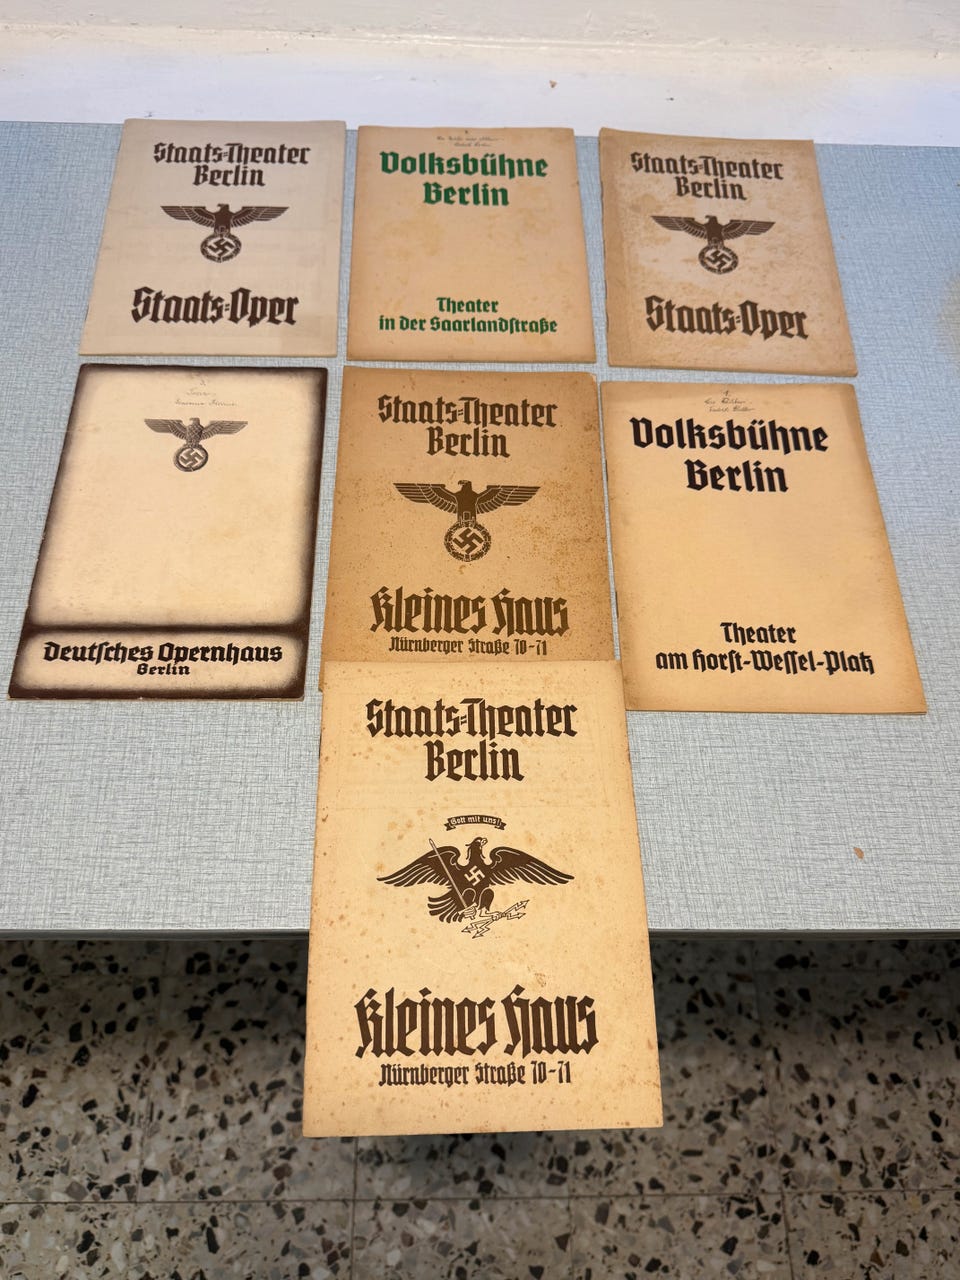 Staats-Theater
Berlin
Staats-Oper
Volksbühne
Berlin
Theater
in der Saarlandstraße
Staats-Theater
Berlin
Staats-Oper
Deutsches Opernhaus
Berlin
Staats-Theater
Berlin
Kleines Haus
Nürnberger Straße 70-71
Volksbühne
Berlin
Theater
am Horst-Wessel-Platz
Staats-Theater
Berlin
Gott mit uns!
Kleines Haus
Nürnberger Straße 70-71